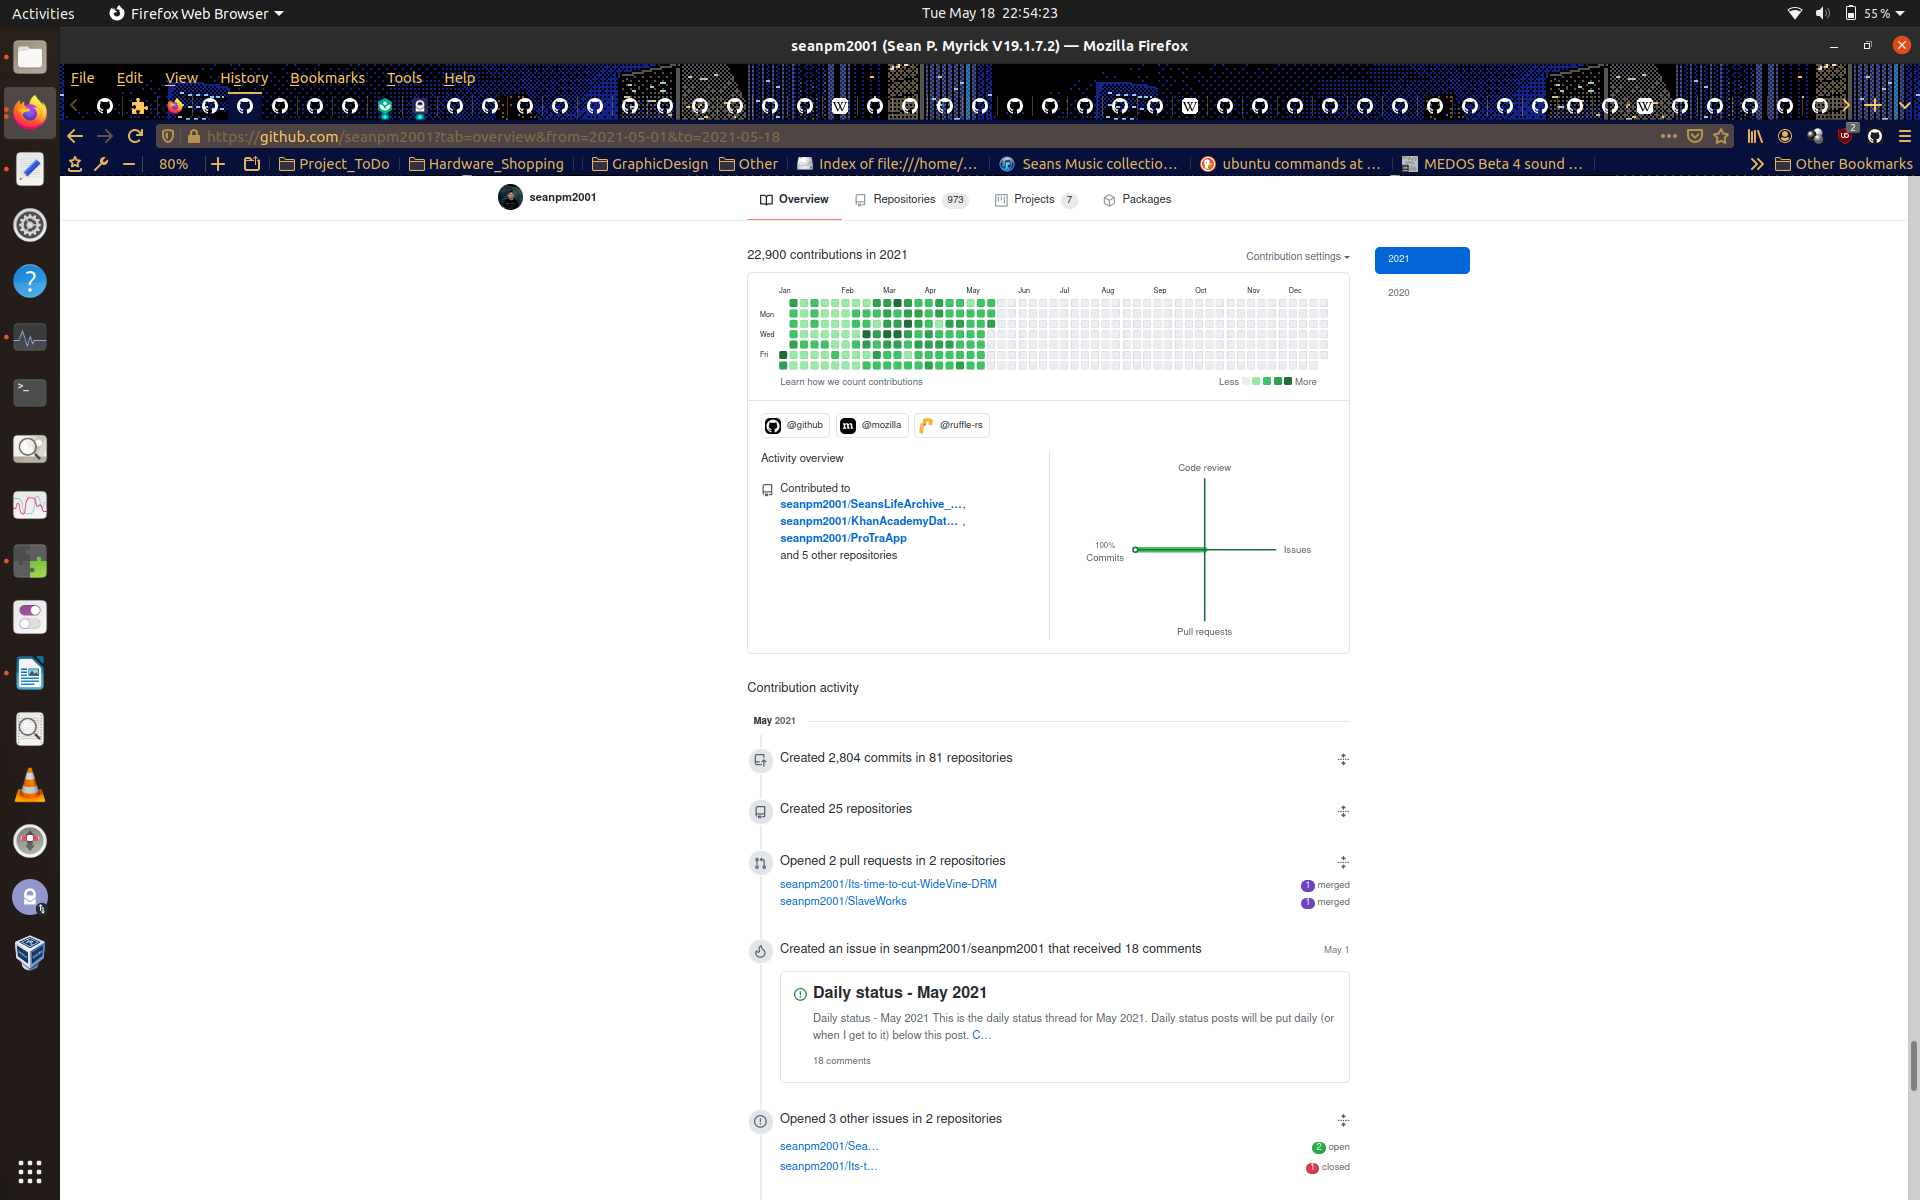 Activities
Firefox Web Browser
Tue May 18 22:54:23
55 %
seanpm2001 (Sean P. Myrick V19.1.7.2) — Mozilla Firefox
File Edit View History Bookmarks Tools Help
https://github.com/seanpm2001?tab=overview&from=2021-05-01&to=2021-05-18
2
80%
Project_ToDo
Hardware_Shopping
GraphicDesign
Other
Index of file:///home/…
Seans Music collectio…
ubuntu commands at …
MEDOS Beta 4 sound …
Other Bookmarks
seanpm2001
Overview
Repositories 973
Projects 7
Packages
22,900 contributions in 2021
Contribution settings
2021
2020
Jan Feb Mar Apr May Jun Jul Aug Sep Oct Nov Dec
Mon
Wed
Fri
Learn how we count contributions
Less More
@github
@mozilla
@ruffle-rs
Activity overview
Contributed to
seanpm2001/SeansLifeArchive_…,
seanpm2001/KhanAcademyDat… ,
seanpm2001/ProTraApp
and 5 other repositories
Code review
100%
Commits
Issues
Pull requests
Contribution activity
May 2021
Created 2,804 commits in 81 repositories
Created 25 repositories
Opened 2 pull requests in 2 repositories
seanpm2001/Its-time-to-cut-WideVine-DRM 1 merged
seanpm2001/SlaveWorks 1 merged
Created an issue in seanpm2001/seanpm2001 that received 18 comments May 1
Daily status - May 2021
Daily status - May 2021 This is the daily status thread for May 2021. Daily status posts will be put daily (or
when I get to it) below this post. C…
18 comments
Opened 3 other issues in 2 repositories
seanpm2001/Sea… 2 open
seanpm2001/Its-t… 1 closed